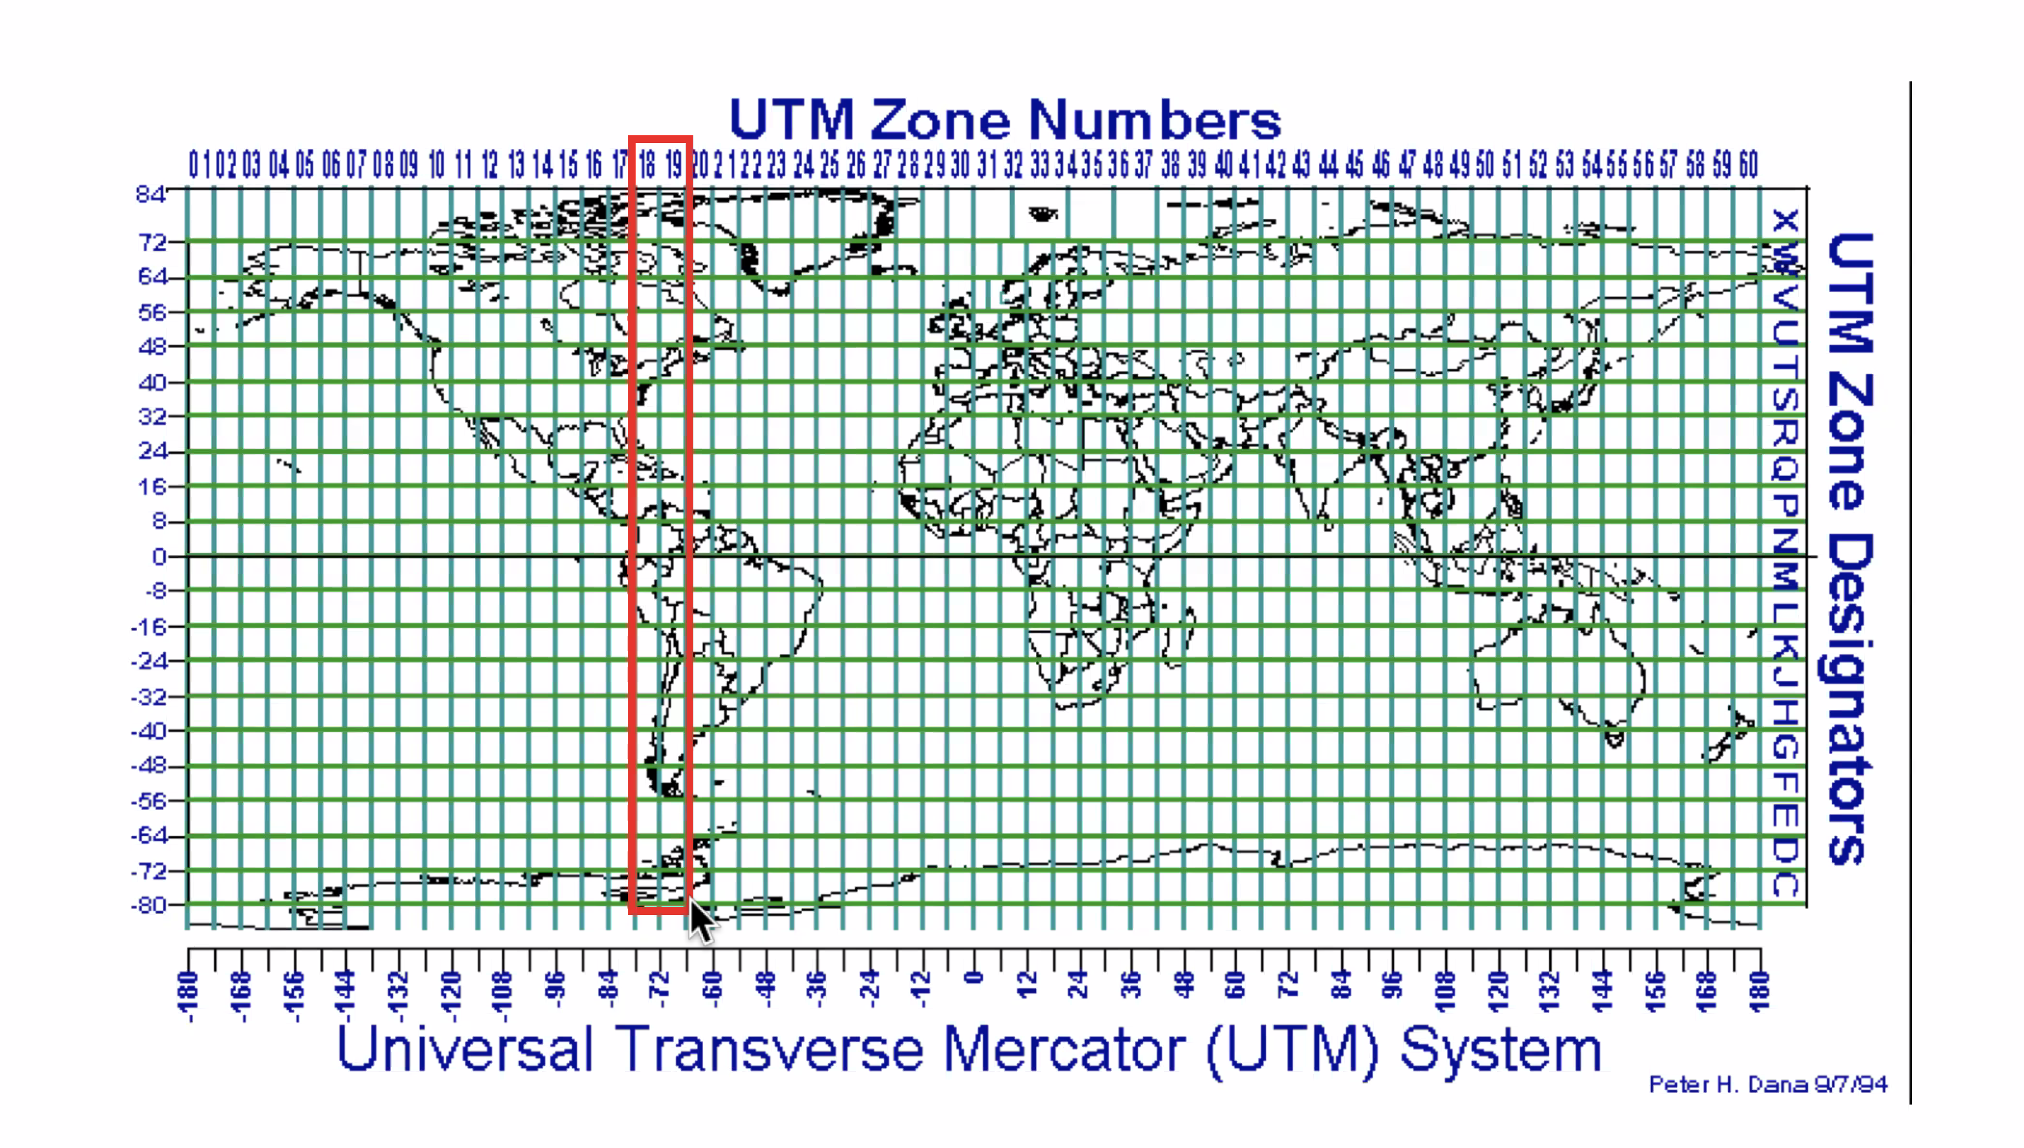 UTM Zone Numbers
01 02 03 04 05 06 07 08 09 10 11 12 13 14 15 16 17 18 19 20 21 22 23 24 25 26 27 28 29 30 31 32 33 34 35 36 37 38 39 40 41 42 43 44 45 46 47 48 49 50 51 52 53 54 55 56 57 58 59 60
84
72
64
56
48
40
32
24
16
8
0
-8
-16
-24
-32
-40
-48
-56
-64
-72
-80
X
W
V
U
T
S
R
Q
P
N
M
L
K
J
H
G
F
E
D
C
UTM Zone Designators
-180 -168 -156 -144 -132 -120 -108 -96 -84 -72 -60 -48 -36 -24 -12 0 12 24 36 48 60 72 84 96 108 120 132 144 156 168 180
Universal Transverse Mercator (UTM) System
Peter H. Dana 9/7/94